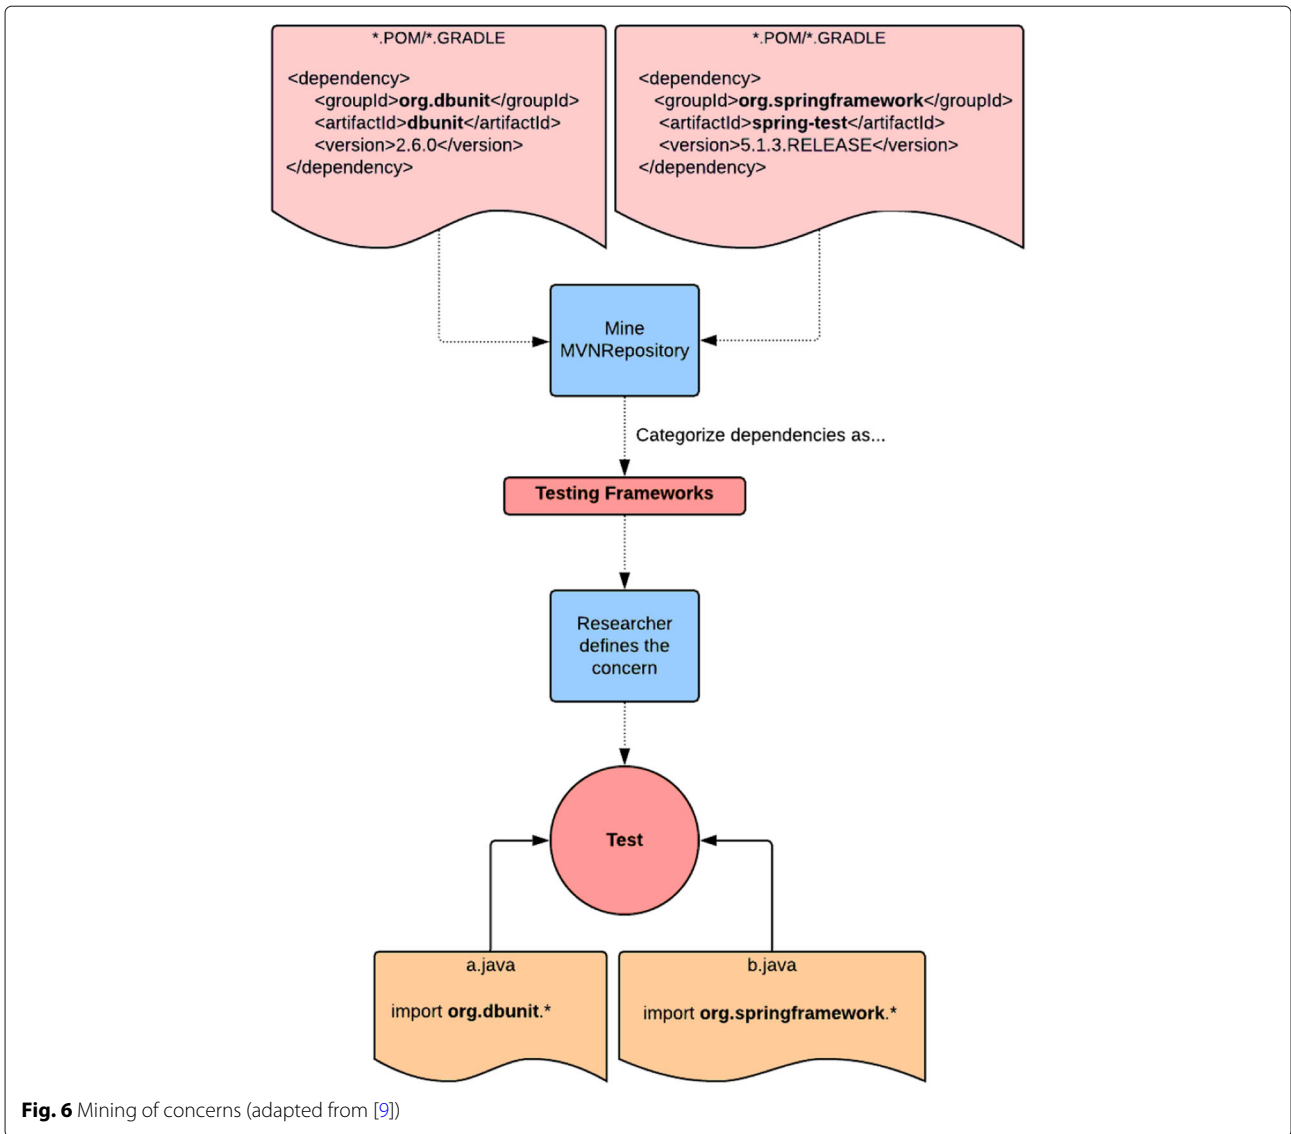 *.POM/*.GRADLE
<dependency>
<groupId>org.dbunit</groupId>
<artifactId>dbunit</artifactId>
<version>2.6.0</version>
</dependency>
*.POM/*.GRADLE
<dependency>
<groupId>org.springframework</groupId>
<artifactId>spring-test</artifactId>
<version>5.1.3.RELEASE</version>
</dependency>
Mine
MVNRepository
Categorize dependencies as...
Testing Frameworks
Researcher
defines the
concern
Test
a.java
import org.dbunit.*
b.java
import org.springframework.*
Fig. 6 Mining of concerns (adapted from [9])